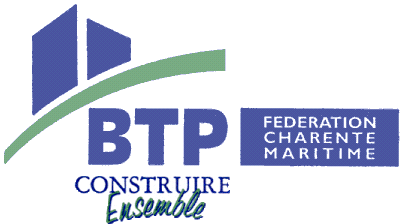 BTP
FEDERATION
CHARENTE
MARITIME
CONSTRUIRE
Ensemble